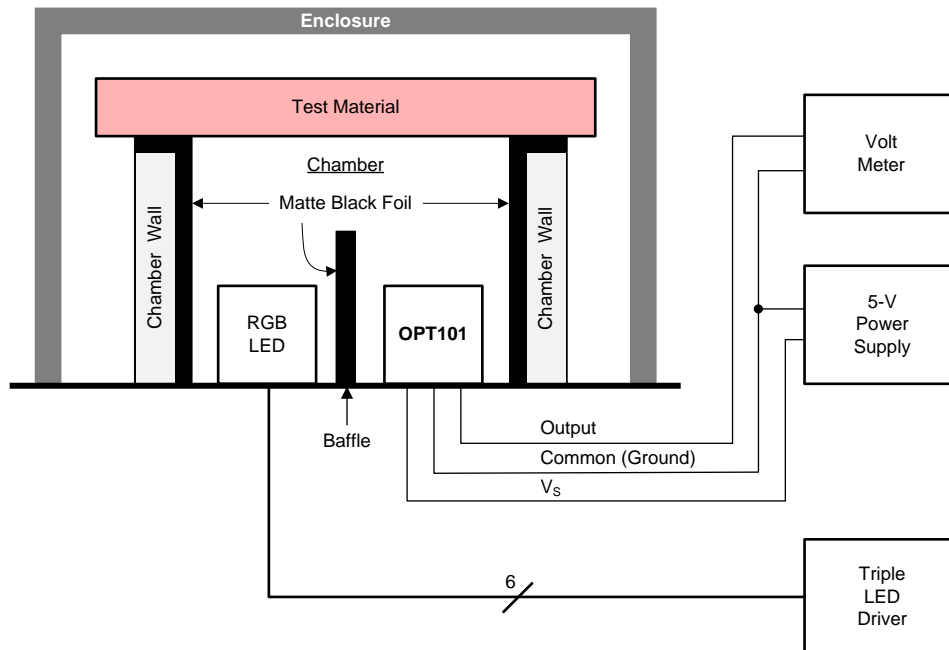 Enclosure
Test Material
Chamber
Matte Black Foil
Chamber Wall
Chamber Wall
RGB
LED
OPT101
Baffle
Volt
Meter
5-V
Power
Supply
Output
Common (Ground)
VS
6
Triple
LED
Driver